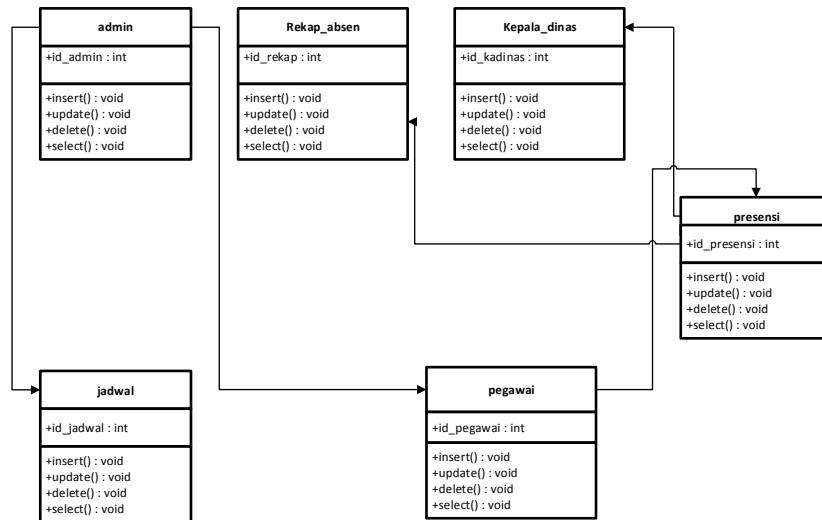 admin
+id_admin : int
+insert() : void
+update() : void
+delete() : void
+select() : void
Rekap_absen
+id_rekap : int
+insert() : void
+update() : void
+delete() : void
+select() : void
Kepala_dinas
+id_kadinas : int
+insert() : void
+update() : void
+delete() : void
+select() : void
presensi
+id_presensi : int
+insert() : void
+update() : void
+delete() : void
+select() : void
jadwal
+id_jadwal : int
+insert() : void
+update() : void
+delete() : void
+select() : void
pegawai
+id_pegawai : int
+insert() : void
+update() : void
+delete() : void
+select() : void